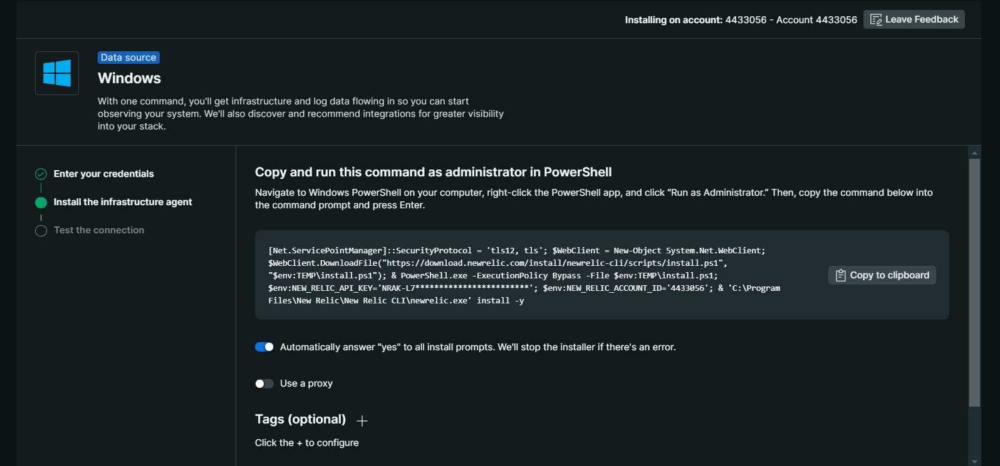 Installing on account: 4433056 - Account 4433056
Leave Feedback
Data source
Windows
With one command, you'll get infrastructure and log data flowing in so you can start
observing your system. We'll also discover and recommend integrations for greater visibility
into your stack.
Enter your credentials
Install the infrastructure agent
Test the connection
Copy and run this command as administrator in PowerShell
Navigate to Windows PowerShell on your computer, right-click the PowerShell app, and click “Run as Administrator.” Then, copy the command below into
the command prompt and press Enter.
[Net.ServicePointManager]::SecurityProtocol = 'tls12, tls'; $WebClient = New-Object System.Net.WebClient;
$WebClient.DownloadFile("https://download.newrelic.com/install/newrelic-cli/scripts/install.ps1",
"$env:TEMP\install.ps1"); & PowerShell.exe -ExecutionPolicy Bypass -File $env:TEMP\install.ps1;
$env:NEW_RELIC_API_KEY='NRAK-L7************************'; $env:NEW_RELIC_ACCOUNT_ID='4433056'; & 'C:\Program
Files\New Relic\New Relic CLI\newrelic.exe' install -y
Copy to clipboard
Automatically answer "yes" to all install prompts. We'll stop the installer if there's an error.
Use a proxy
Tags (optional) +
Click the + to configure